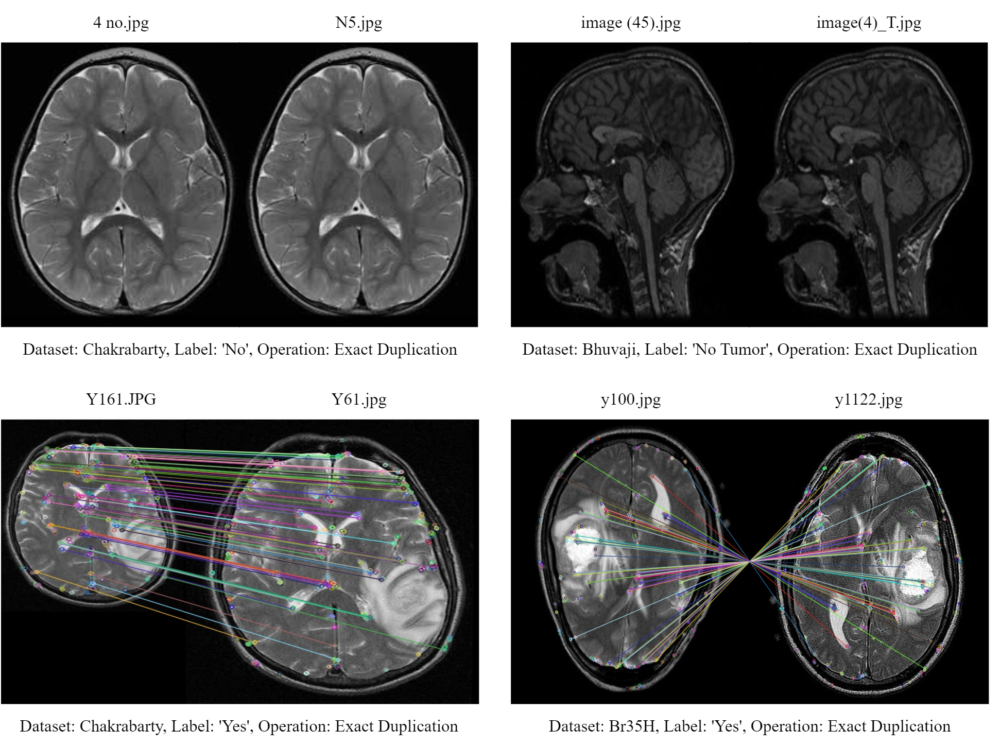 4 no.jpg
N5.jpg
image (45).jpg
image(4)_T.jpg
Dataset: Chakrabarty, Label: 'No', Operation: Exact Duplication
Dataset: Bhuvaji, Label: 'No Tumor', Operation: Exact Duplication
Y161.JPG
Y61.jpg
y100.jpg
y1122.jpg
Dataset: Chakrabarty, Label: 'Yes', Operation: Exact Duplication
Dataset: Br35H, Label: 'Yes', Operation: Exact Duplication